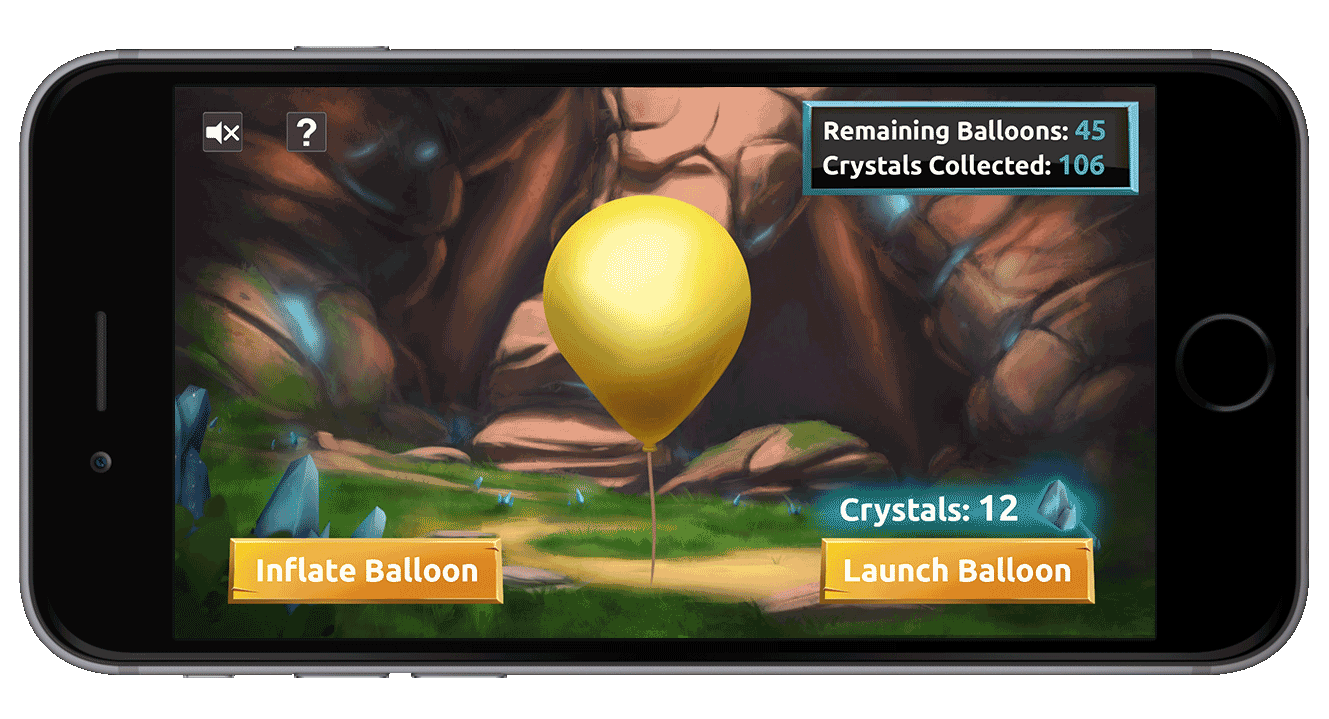 ?
Remaining Balloons: 45
Crystals Collected: 106
Crystals: 12
Inflate Balloon
Launch Balloon